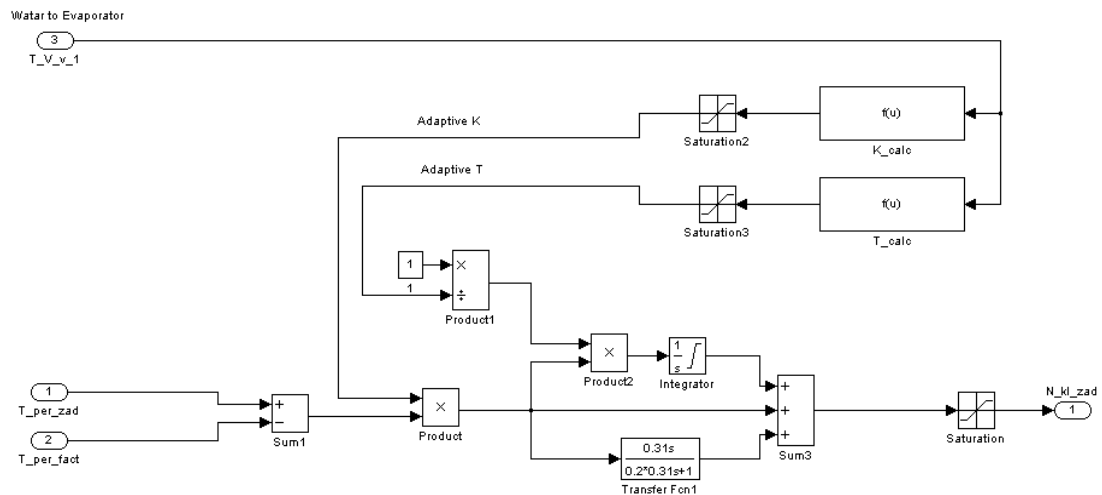 Watar to Evaporator
3
T_V_v_1
f(u)
Adaptive K
Saturation2
K_calc
Adaptive T
f(u)
Saturation3
T_calc
1
×
1
÷
Product1
1
s
×
Product2
Integrator
1
T_per_zad
+
−
Sum1
×
Product
+
+
+
Sum3
N_kl_zad
1
Saturation
2
T_per_fact
0.31s
0.2*0.31s+1
Transfer Fcn1